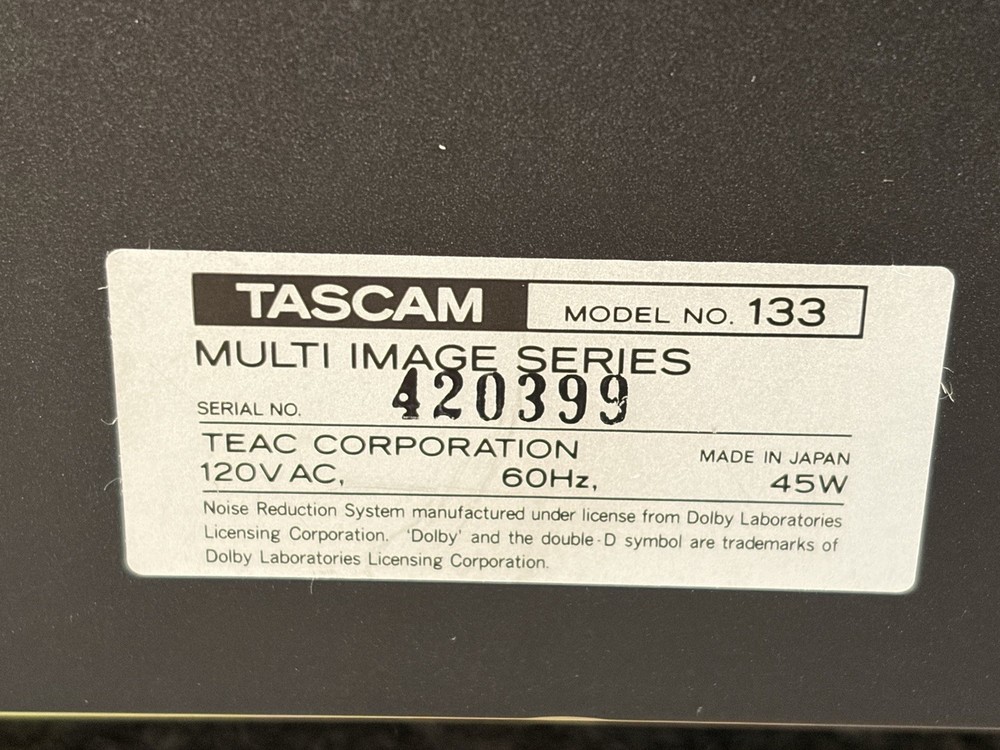 TASCAM MODEL NO. 133
MULTI IMAGE SERIES
SERIAL NO. 420399
TEAC CORPORATION MADE IN JAPAN
120V AC, 60Hz, 45W
Noise Reduction System manufactured under license from Dolby Laboratories
Licensing Corporation. 'Dolby' and the double-D symbol are trademarks of
Dolby Laboratories Licensing Corporation.